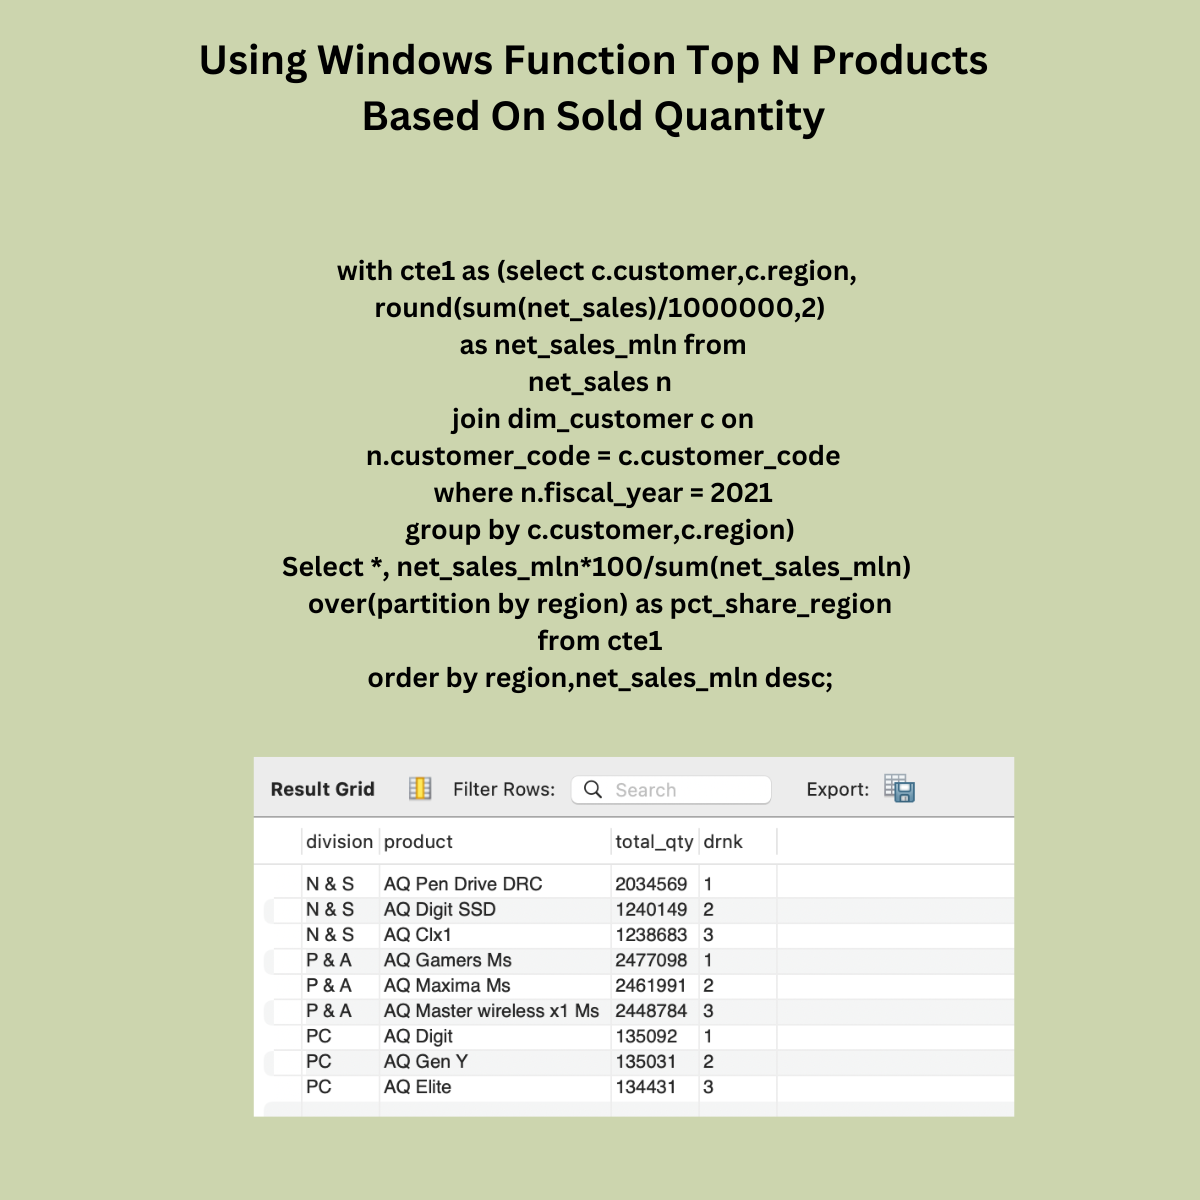 Using Windows Function Top N Products
Based On Sold Quantity
with cte1 as (select c.customer,c.region,
round(sum(net_sales)/1000000,2)
as net_sales_mln from
net_sales n
join dim_customer c on
n.customer_code = c.customer_code
where n.fiscal_year = 2021
group by c.customer,c.region)
Select *, net_sales_mln*100/sum(net_sales_mln)
over(partition by region) as pct_share_region
from cte1
order by region,net_sales_mln desc;
Result Grid Filter Rows: Search Export:
division product total_qty drnk
N & S AQ Pen Drive DRC 2034569 1
N & S AQ Digit SSD 1240149 2
N & S AQ Clx1 1238683 3
P & A AQ Gamers Ms 2477098 1
P & A AQ Maxima Ms 2461991 2
P & A AQ Master wireless x1 Ms 2448784 3
PC AQ Digit 135092 1
PC AQ Gen Y 135031 2
PC AQ Elite 134431 3